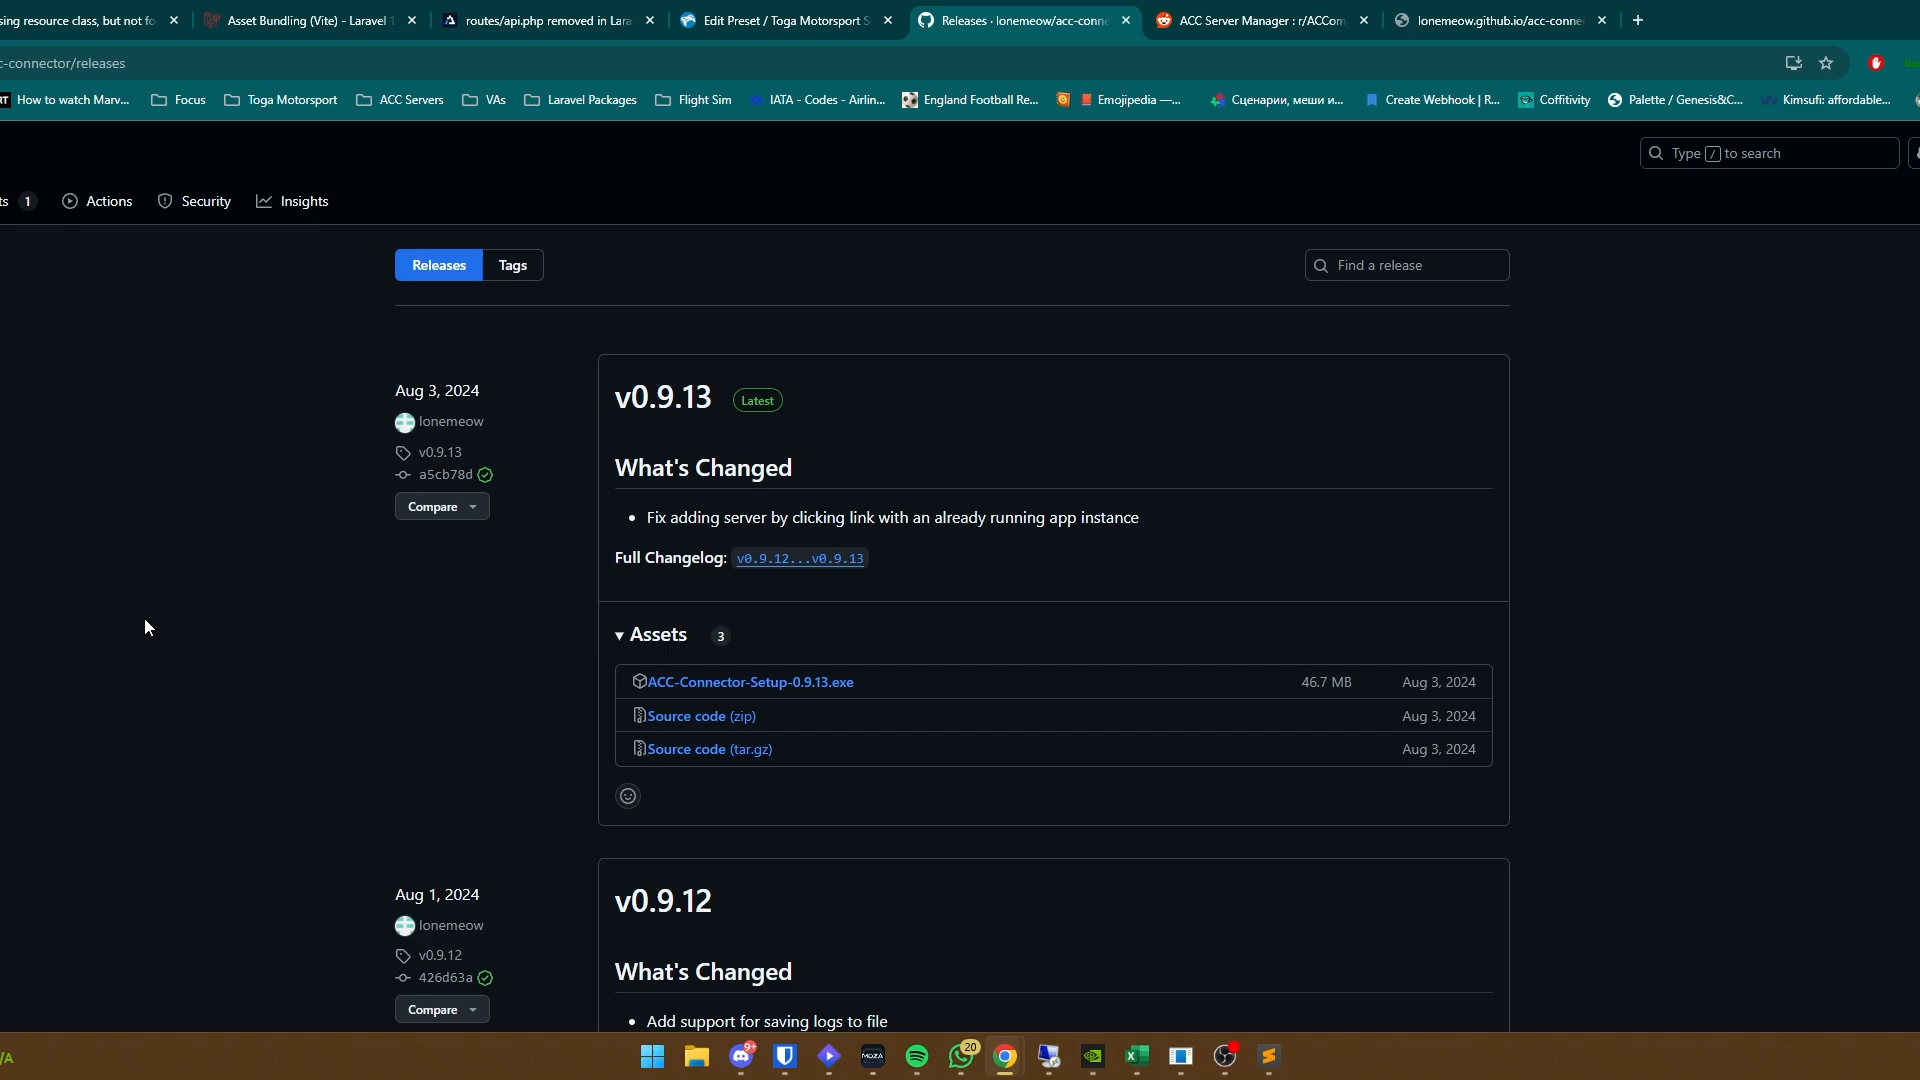 sing resource class, but not fo
Asset Bundling (Vite) - Laravel 1
routes/api.php removed in Lara
Edit Preset / Toga Motorsport S
Releases · lonemeow/acc-conne
ACC Server Manager : r/ACCom
lonemeow.github.io/acc-conne
c-connector/releases
How to watch Marv...
Focus
Toga Motorsport
ACC Servers
VAs
Laravel Packages
Flight Sim
IATA - Codes - Airlin...
England Football Re...
Emojipedia —...
Сценарии, меши и...
Create Webhook | R...
Coffitivity
Palette / Genesis&C...
Kimsufi: affordable...
Type / to search
ts 1
Actions
Security
Insights
Releases
Tags
Find a release
Aug 3, 2024
lonemeow
v0.9.13
a5cb78d
Compare
v0.9.13
Latest
What's Changed
• Fix adding server by clicking link with an already running app instance
Full Changelog: v0.9.12...v0.9.13
Assets 3
ACC-Connector-Setup-0.9.13.exe 46.7 MB Aug 3, 2024
Source code (zip) Aug 3, 2024
Source code (tar.gz) Aug 3, 2024
Aug 1, 2024
lonemeow
v0.9.12
426d63a
Compare
v0.9.12
What's Changed
• Add support for saving logs to file
/A
9+
MOZA
20